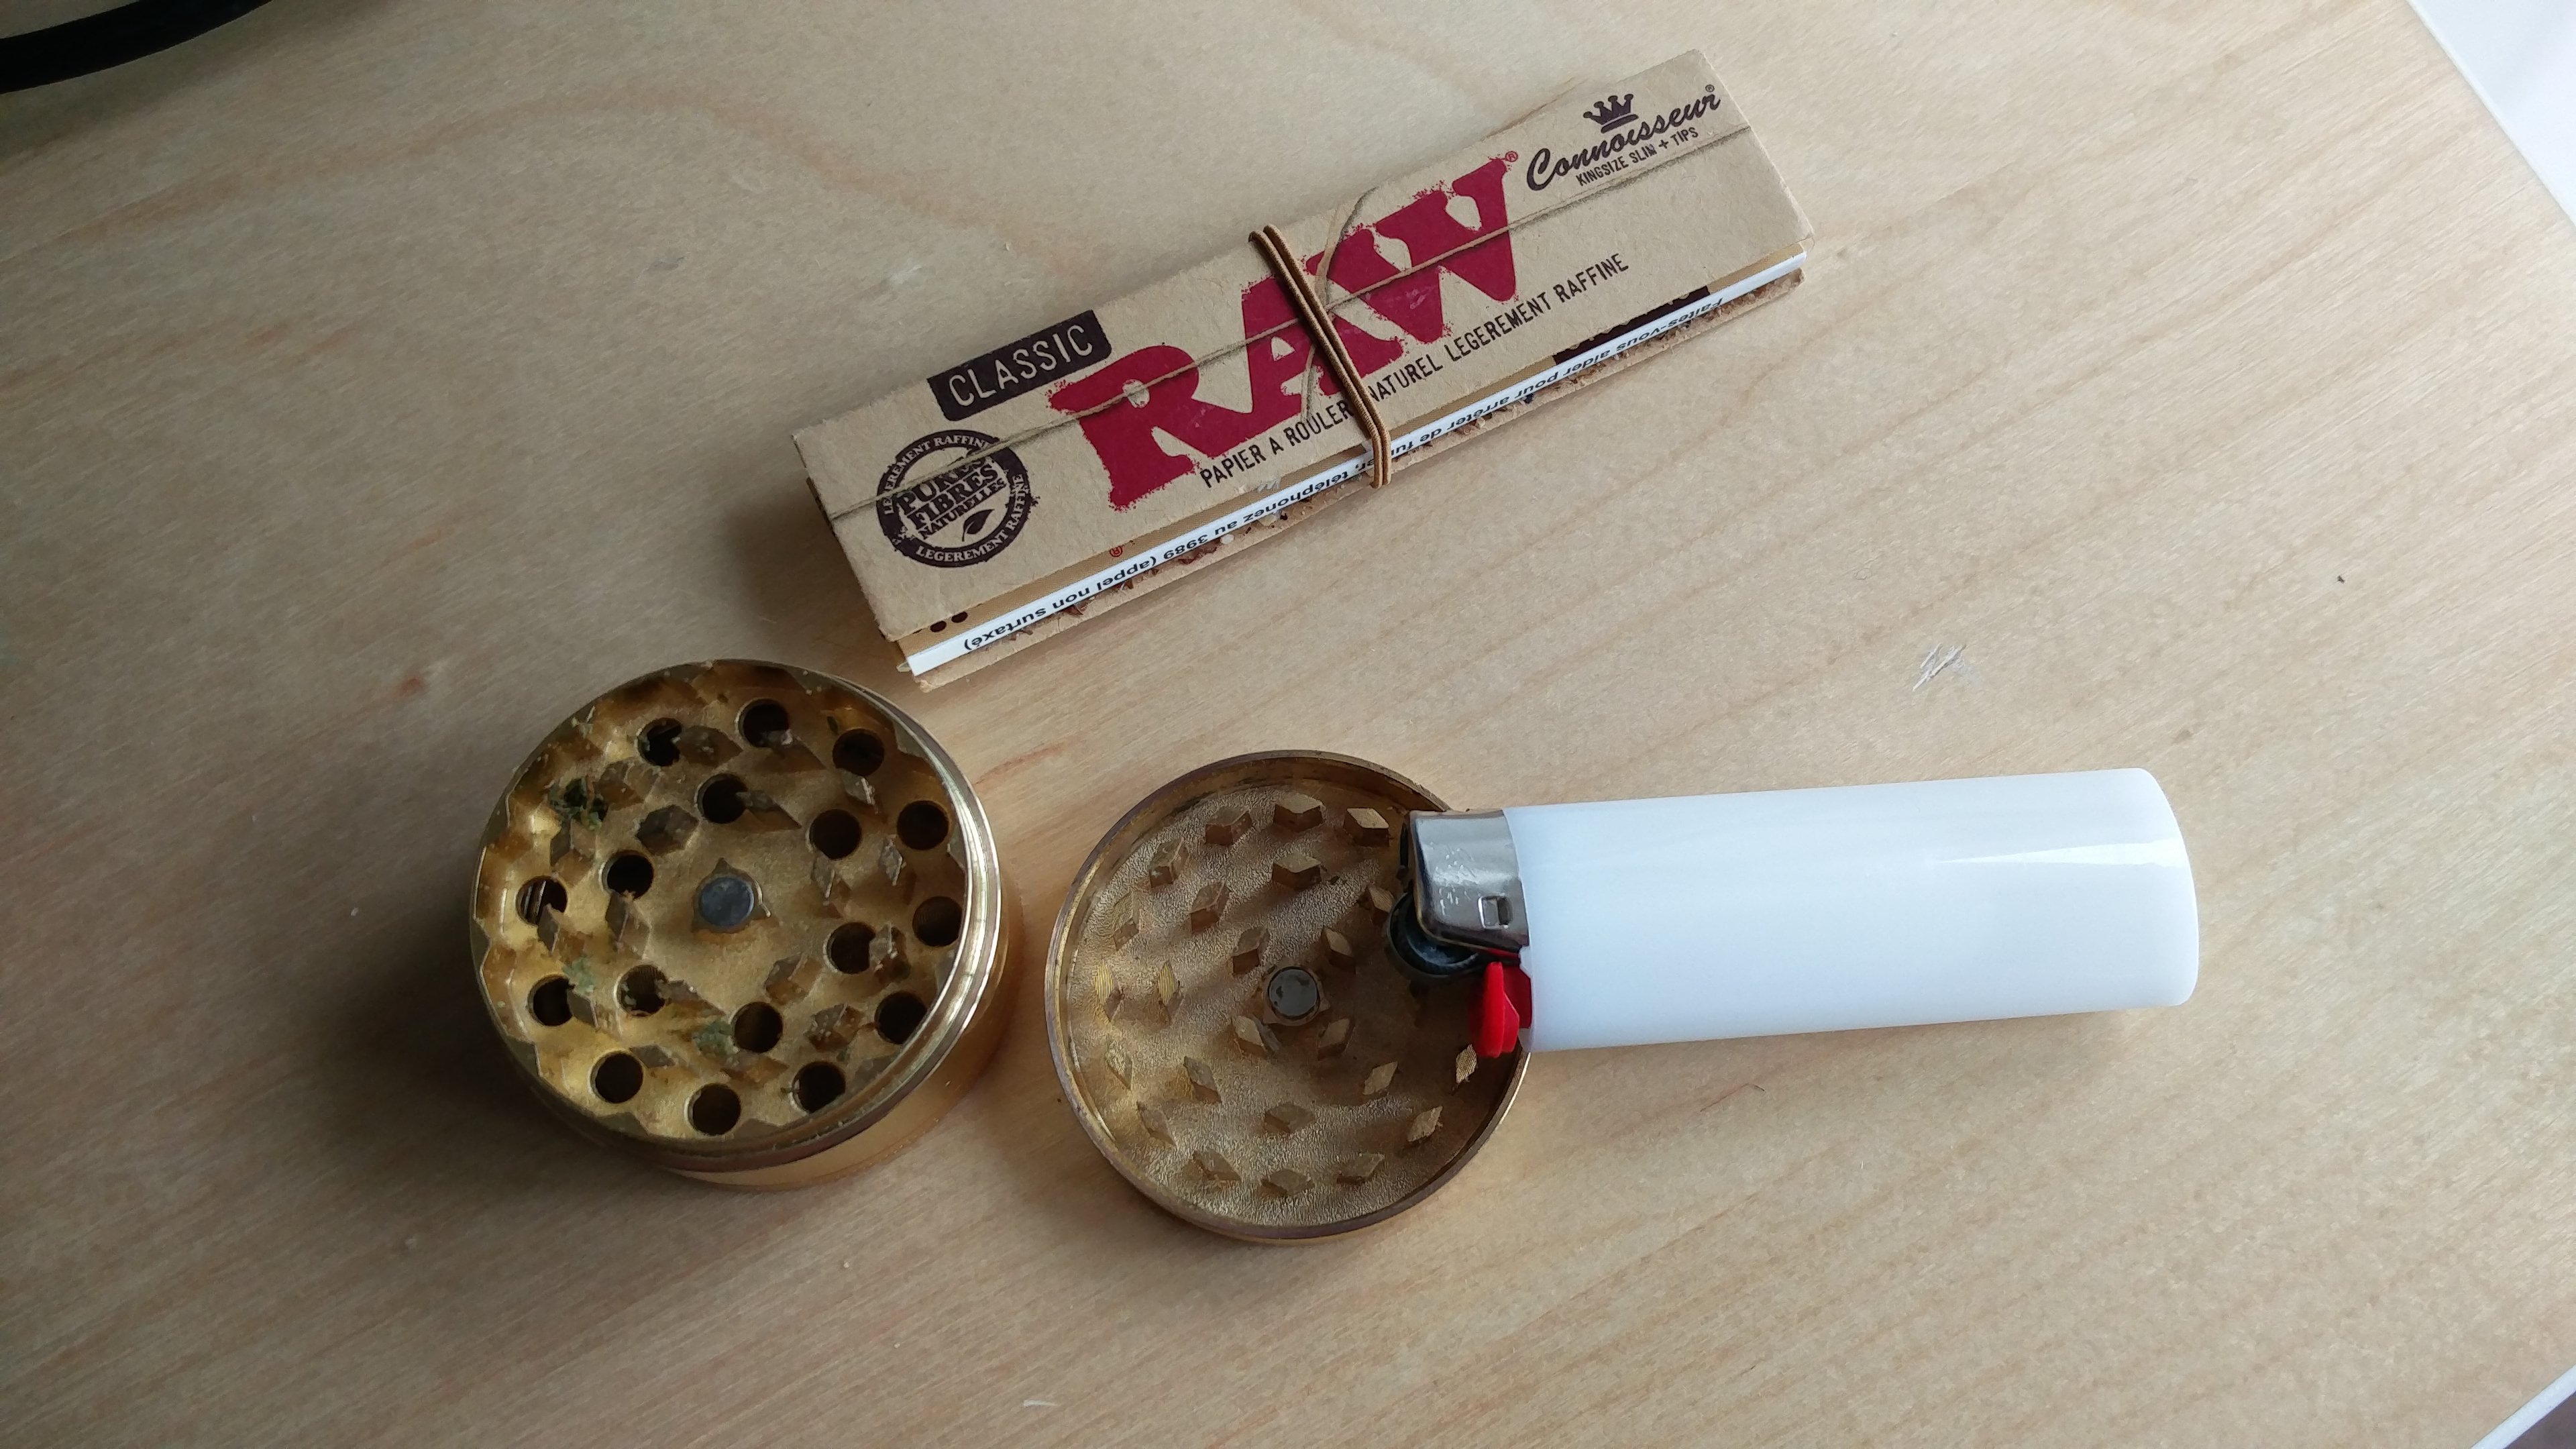 Connoisseur®
KINGSIZE SLIM + TIPS
CLASSIC
RAW®
PAPIER A ROULER NATUREL LEGEREMENT RAFFINE
LEGEREMENT RAFFINE
PURES
FIBRES
NATURELLES
LEGEREMENT RAFFINE
Faites-vous aider pour arrêter de fumer, téléphonez au 3989 (appel non surtaxé)